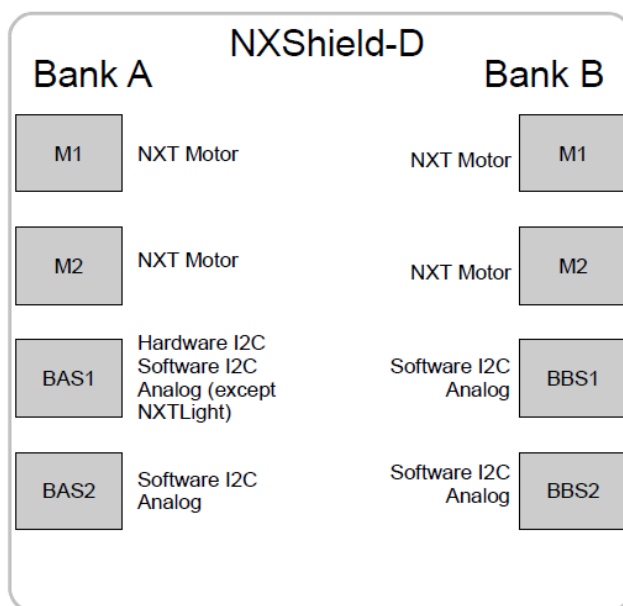 NXShield-D
Bank A
Bank B
M1
NXT Motor
NXT Motor
M1
M2
NXT Motor
NXT Motor
M2
BAS1
Hardware I2C
Software I2C
Analog (except
NXTLight)
Software I2C
Analog
BBS1
BAS2
Software I2C
Analog
Software I2C
Analog
BBS2